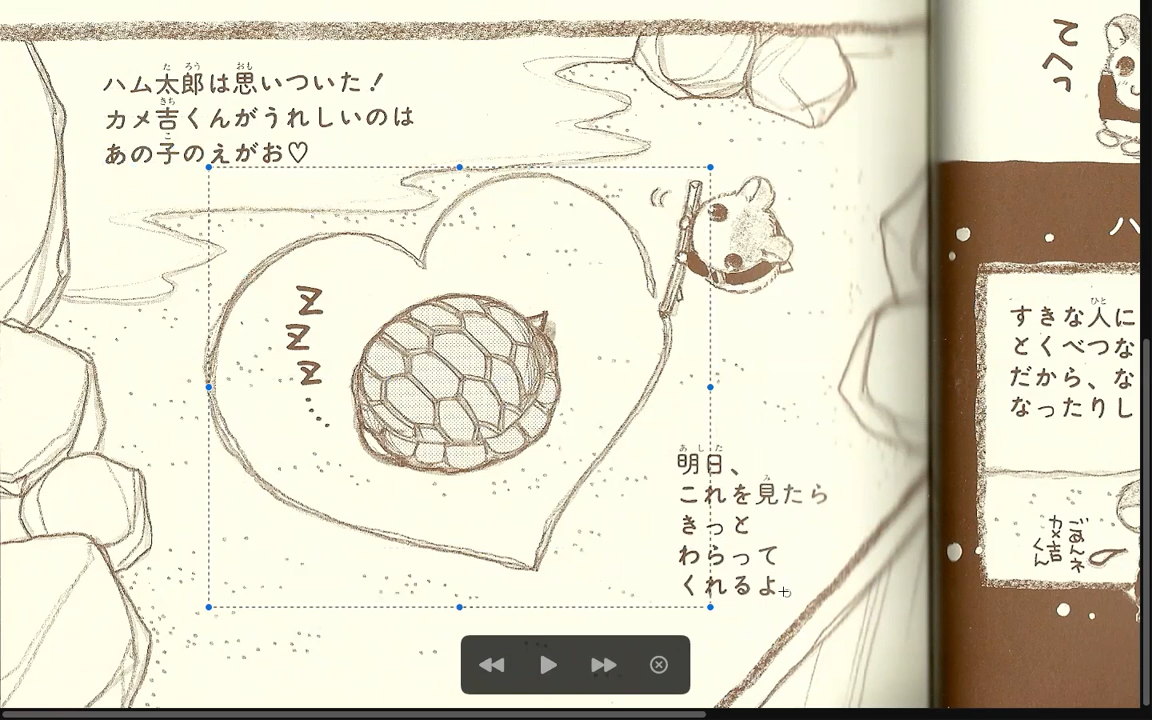 ハム太郎は思いついた!
カメ吉くんがうれしいのは
あの子のえがお♡
Z
Z
Z
明日、
これを見たら
きっと
わらって
くれるよ
てへっ
ハ
すきな人に
とくべつな
だから、な
なったりし
ごめんネ
カメ吉くん